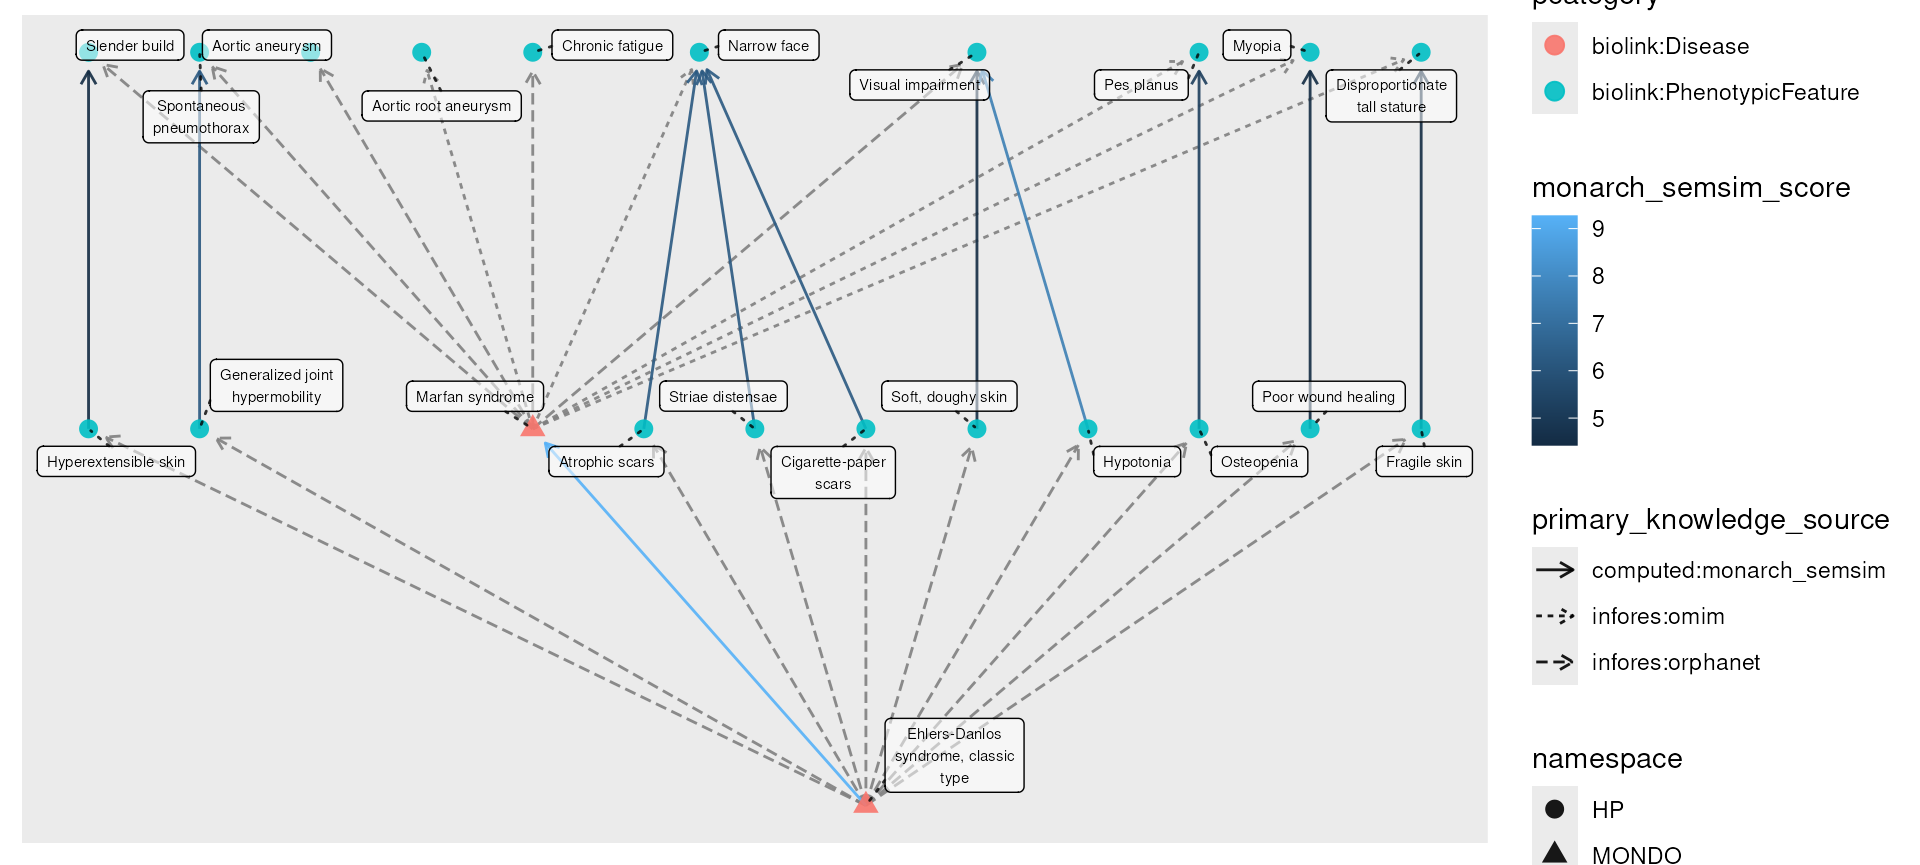 Slender build
Aortic aneurysm
Chronic fatigue
Narrow face
Myopia
Visual impairment
Pes planus
Disproportionate
tall stature
Spontaneous
pneumothorax
Aortic root aneurysm
Generalized joint
hypermobility
Marfan syndrome
Striae distensae
Soft, doughy skin
Poor wound healing
Hyperextensible skin
Atrophic scars
Cigarette-paper
scars
Hypotonia
Osteopenia
Fragile skin
Ehlers-Danlos
syndrome, classic
type
pcategory
biolink:Disease
biolink:PhenotypicFeature
monarch_semsim_score
9
8
7
6
5
primary_knowledge_source
computed:monarch_semsim
infores:omim
infores:orphanet
namespace
HP
MONDO